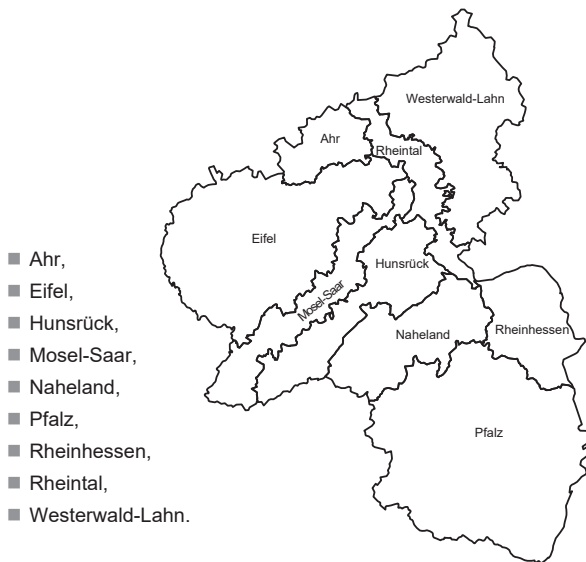 Westerwald-Lahn
Ahr
Rheintal
Eifel
Hunsrück
Mosel-Saar
Naheland
Rheinhessen
Pfalz
Ahr,
Eifel,
Hunsrück,
Mosel-Saar,
Naheland,
Pfalz,
Rheinhessen,
Rheintal,
Westerwald-Lahn.